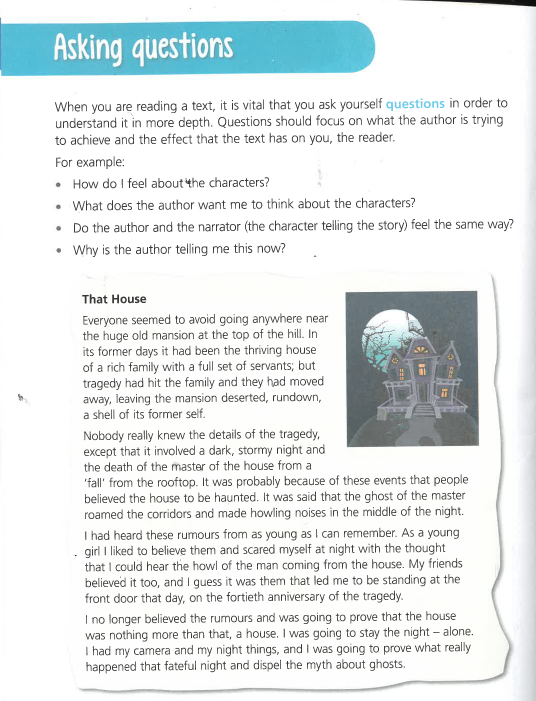 Asking questions
When you are reading a text, it is vital that you ask yourself questions in order to
understand it in more depth. Questions should focus on what the author is trying
to achieve and the effect that the text has on you, the reader.
For example:
• How do I feel about the characters?
• What does the author want me to think about the characters?
• Do the author and the narrator (the character telling the story) feel the same way?
• Why is the author telling me this now?
That House
Everyone seemed to avoid going anywhere near
the huge old mansion at the top of the hill. In
its former days it had been the thriving house
of a rich family with a full set of servants; but
tragedy had hit the family and they had moved
away, leaving the mansion deserted, rundown,
a shell of its former self.
Nobody really knew the details of the tragedy,
except that it involved a dark, stormy night and
the death of the master of the house from a
‘fall’ from the rooftop. It was probably because of these events that people
believed the house to be haunted. It was said that the ghost of the master
roamed the corridors and made howling noises in the middle of the night.
I had heard these rumours from as young as I can remember. As a young
girl I liked to believe them and scared myself at night with the thought
that I could hear the howl of the man coming from the house. My friends
believed it too, and I guess it was them that led me to be standing at the
front door that day, on the fortieth anniversary of the tragedy.
I no longer believed the rumours and was going to prove that the house
was nothing more than that, a house. I was going to stay the night – alone.
I had my camera and my night things, and I was going to prove what really
happened that fateful night and dispel the myth about ghosts.